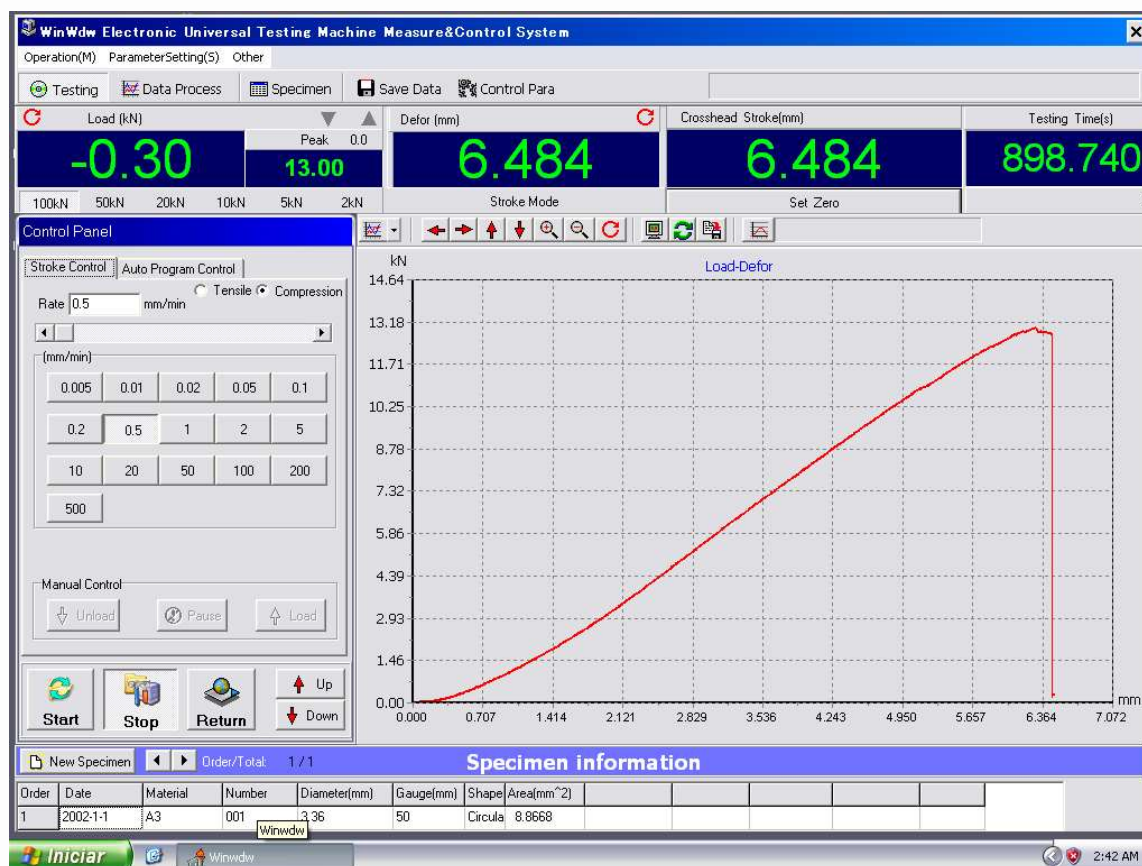 WinWdw Electronic Universal Testing Machine Measure&Control System
Operation(M) ParameterSetting(S) Other
Testing Data Process Specimen Save Data Control Para
Load (kN) Defor (mm) Crosshead Stroke(mm) Testing Time(s)
Peak 0.0
-0.30 13.00 6.484 6.484 898.740
100kN 50kN 20kN 10kN 5kN 2kN Stroke Mode Set Zero
Control Panel
Stroke Control Auto Program Control
Rate 0.5 mm/min Tensile Compression
(mm/min)
0.005 0.01 0.02 0.05 0.1
0.2 0.5 1 2 5
10 20 50 100 200
500
Manual Control
Unload Pause Load
Start Stop Return Up
Down
kN Load-Defor
14.64
13.18
11.71
10.25
8.78
7.32
5.86
4.39
2.93
1.46
0.00 mm
0.000 0.707 1.414 2.121 2.829 3.536 4.243 4.950 5.657 6.364 7.072
New Specimen Order/Total: 1 / 1 Specimen information
Order Date Material Number Diameter(mm) Gauge(mm) Shape Area(mm^2)
1 2002-1-1 A3 001 3.36 50 Circula 8.8668
Winwdw
Iniciar Winwdw 2:42 AM